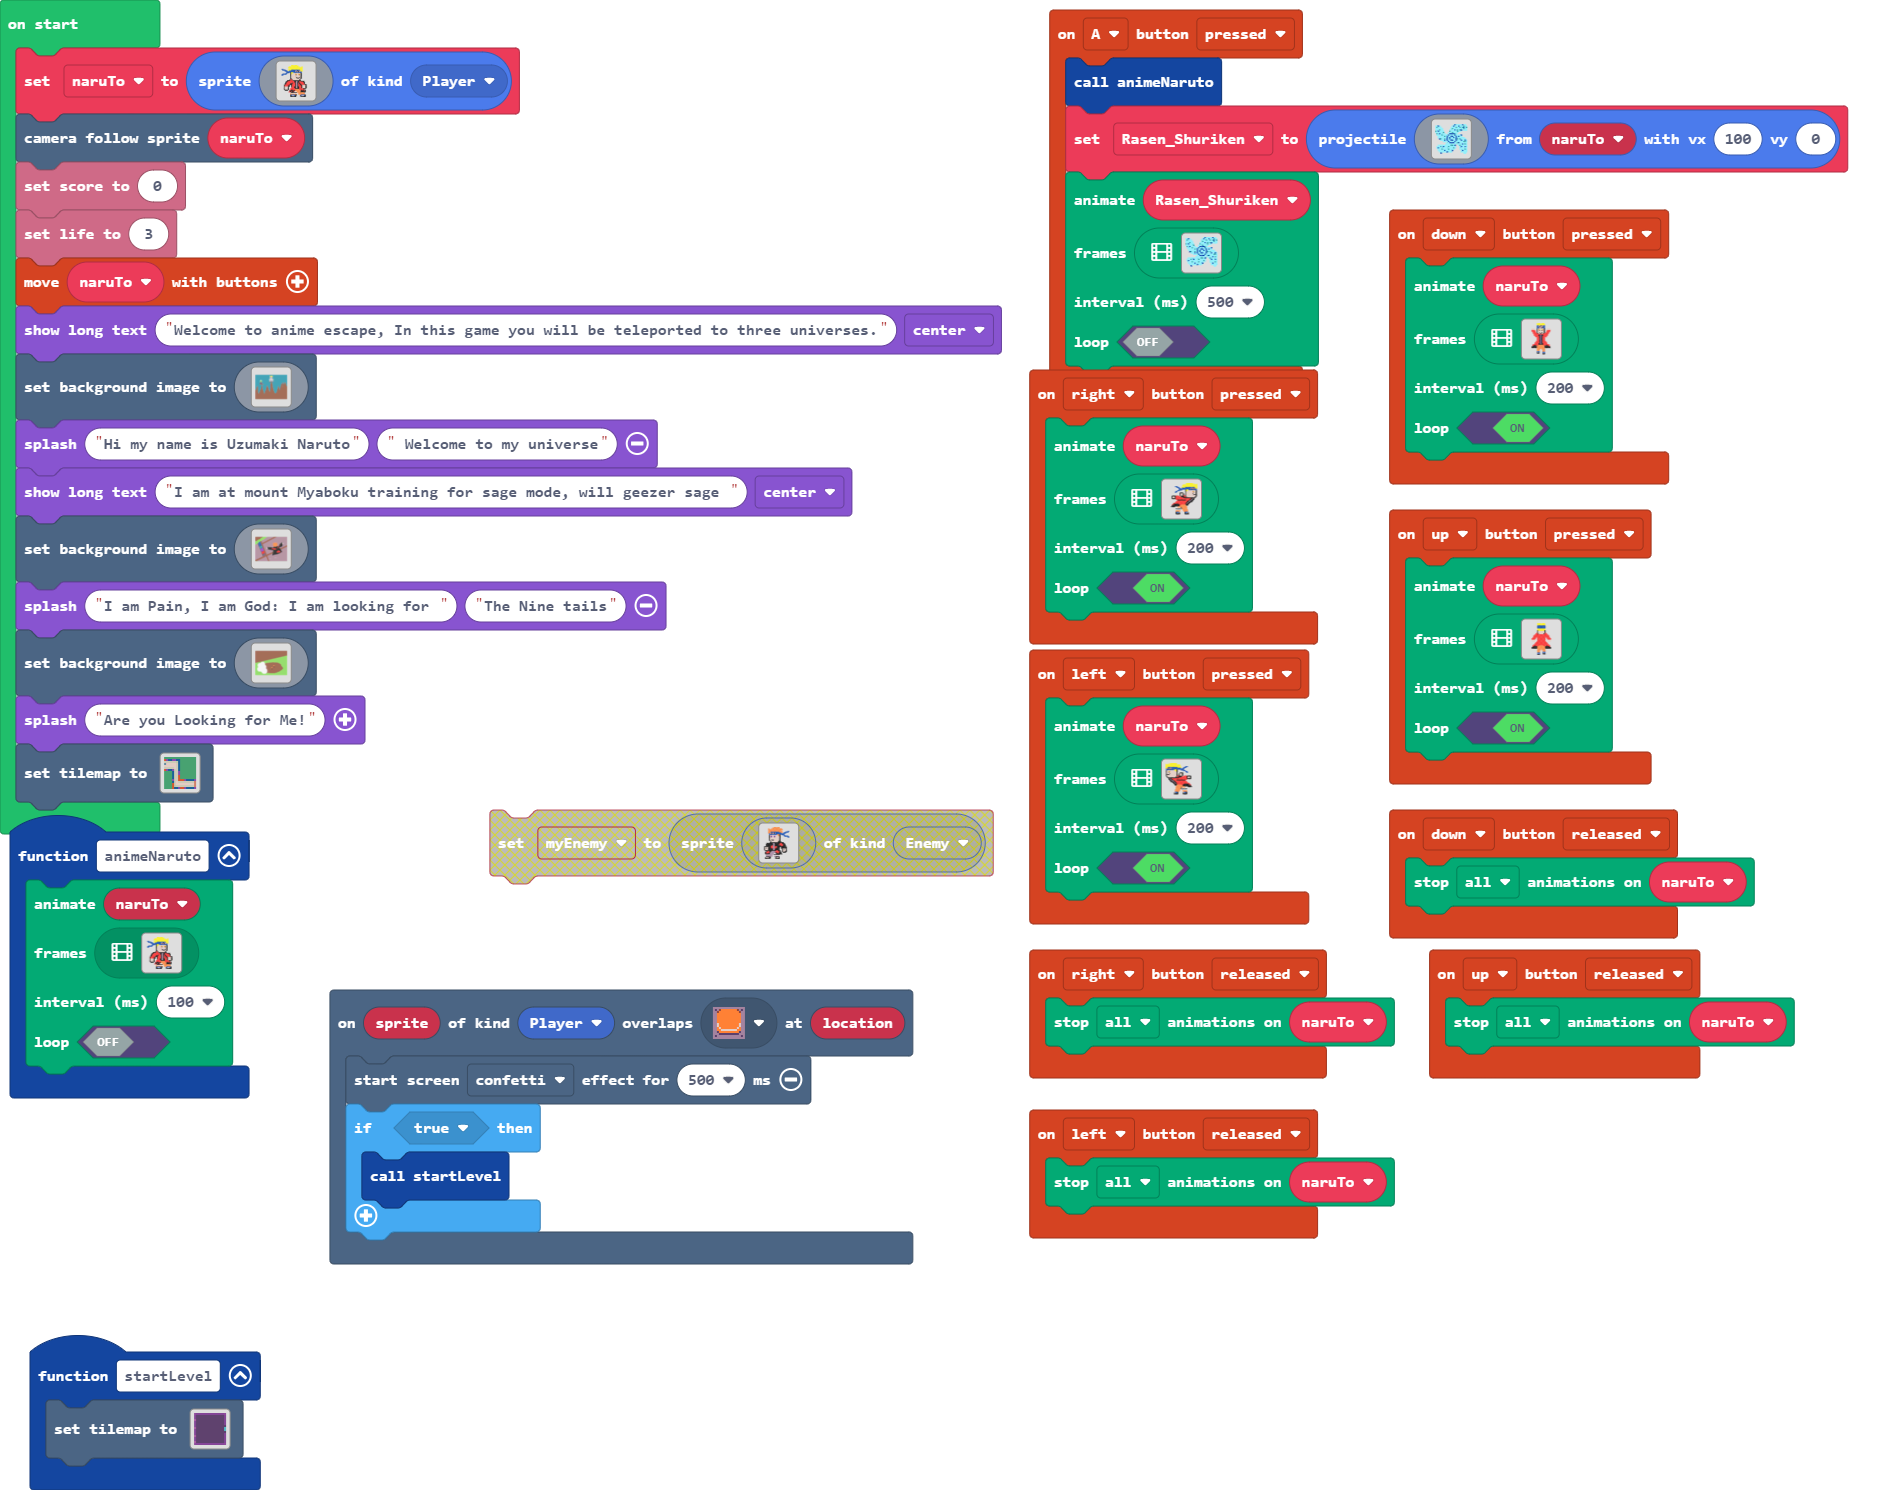 on start
set naruTo to sprite of kind Player
camera follow sprite naruTo
set score to 0
set life to 3
move naruTo with buttons
show long text "Welcome to anime escape, In this game you will be teleported to three universes." center
set background image to
splash "Hi my name is Uzumaki Naruto" " Welcome to my universe"
show long text "I am at mount Myaboku training for sage mode, will geezer sage " center
set background image to
splash "I am Pain, I am God: I am looking for " "The Nine tails"
set background image to
splash "Are you Looking for Me!"
set tilemap to
function animeNaruto
animate naruTo
frames
interval (ms) 100
loop OFF
set myEnemy to sprite of kind Enemy
on sprite of kind Player overlaps at location
start screen confetti effect for 500 ms
if true then
call startLevel
function startLevel
set tilemap to
on A button pressed
call animeNaruto
set Rasen_Shuriken to projectile from naruTo with vx 100 vy 0
animate Rasen_Shuriken
frames
interval (ms) 500
loop OFF
on right button pressed
animate naruTo
frames
interval (ms) 200
loop ON
on left button pressed
animate naruTo
frames
interval (ms) 200
loop ON
on right button released
stop all animations on naruTo
on left button released
stop all animations on naruTo
on down button pressed
animate naruTo
frames
interval (ms) 200
loop ON
on up button pressed
animate naruTo
frames
interval (ms) 200
loop ON
on down button released
stop all animations on naruTo
on up button released
stop all animations on naruTo